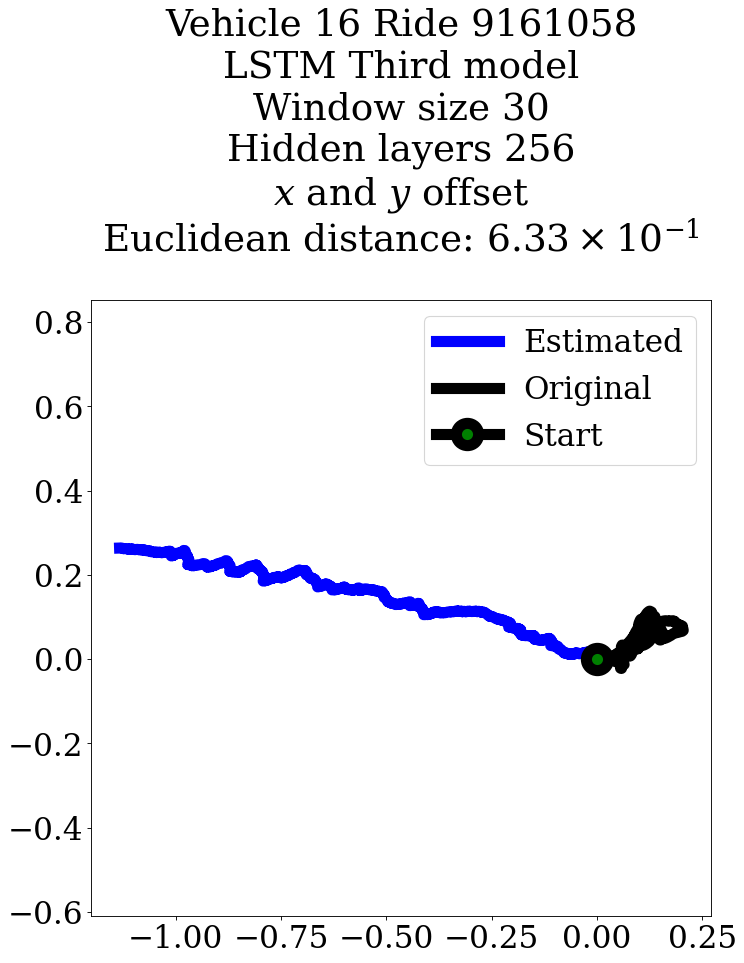 Vehicle 16 Ride 9161058
LSTM Third model
Window size 30
Hidden layers 256
x and y offset
Euclidean distance: 6.33 × 10⁻¹
Estimated
Original
Start
0.8
0.6
0.4
0.2
0.0
−0.2
−0.4
−0.6
−1.00 −0.75 −0.50 −0.25 0.00 0.25